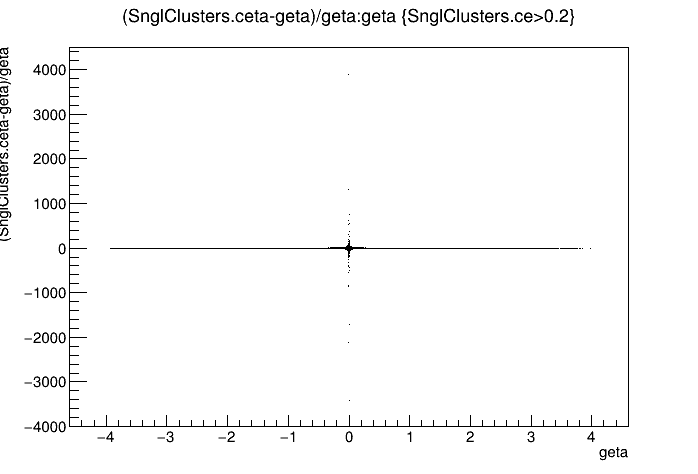 (SnglClusters.ceta-geta)/geta:geta {SnglClusters.ce>0.2}
(SnglClusters.ceta-geta)/geta
4000
3000
2000
1000
0
−1000
−2000
−3000
−4000
−4 −3 −2 −1 0 1 2 3 4
geta